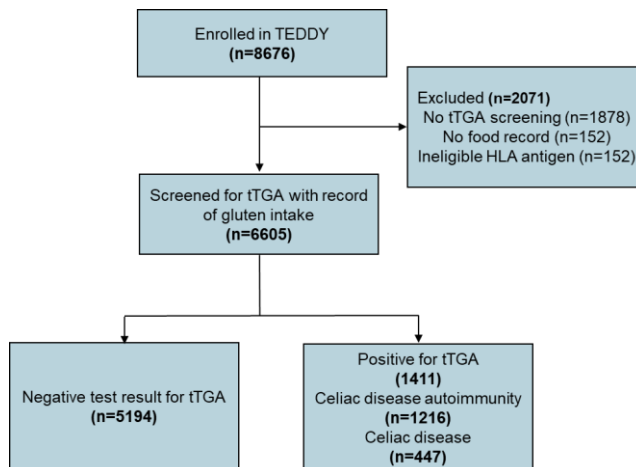 Enrolled in TEDDY
(n=8676)
Excluded (n=2071)
No tTGA screening (n=1878)
No food record (n=152)
Ineligible HLA antigen (n=152)
Screened for tTGA with record
of gluten intake
(n=6605)
Negative test result for tTGA
(n=5194)
Positive for tTGA
(1411)
Celiac disease autoimmunity
(n=1216)
Celiac disease
(n=447)